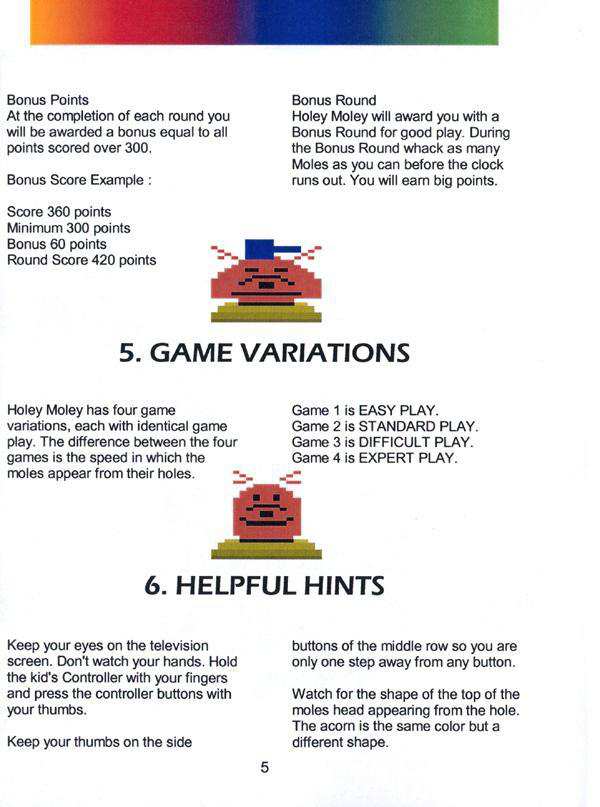 Bonus Points
At the completion of each round you
will be awarded a bonus equal to all
points scored over 300.
Bonus Score Example :
Score 360 points
Minimum 300 points
Bonus 60 points
Round Score 420 points
Bonus Round
Holey Moley will award you with a
Bonus Round for good play. During
the Bonus Round whack as many
Moles as you can before the clock
runs out. You will earn big points.
5. GAME VARIATIONS
Holey Moley has four game
variations, each with identical game
play. The difference between the four
games is the speed in which the
moles appear from their holes.
Game 1 is EASY PLAY.
Game 2 is STANDARD PLAY.
Game 3 is DIFFICULT PLAY.
Game 4 is EXPERT PLAY.
6. HELPFUL HINTS
Keep your eyes on the television
screen. Don't watch your hands. Hold
the kid's Controller with your fingers
and press the controller buttons with
your thumbs.
Keep your thumbs on the side
buttons of the middle row so you are
only one step away from any button.
Watch for the shape of the top of the
moles head appearing from the hole.
The acorn is the same color but a
different shape.
5